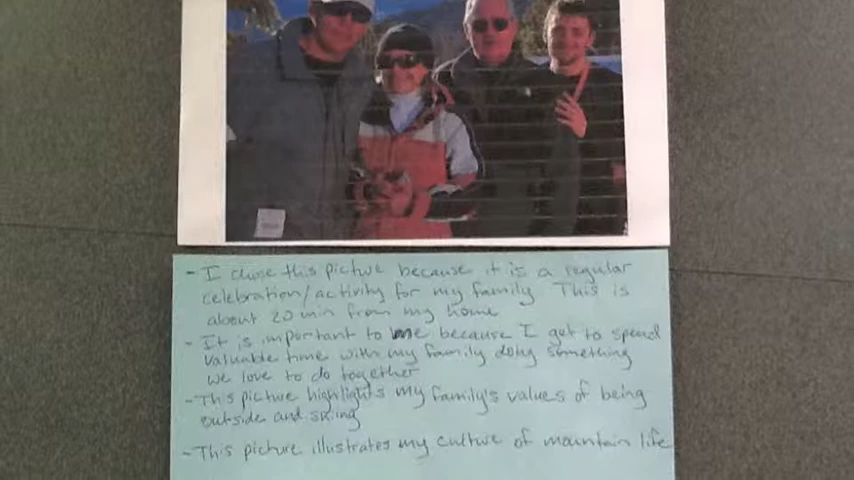 - I chose this picture because it is a regular
celebration/activity for my family This is
about 20 min from my home
- It is important to me because I get to spend
valuable time with my family doing something
we love to do together
- This picture highlights my family's values of being
outside and skiing
- This picture illustrates my culture of mountain life